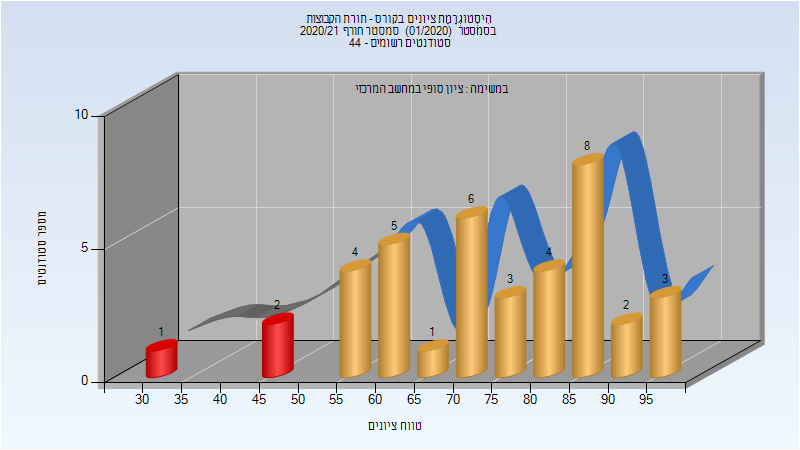 היסטוגרמת ציונים בקורס - תורת הקבוצות
בסמסטר (01/2020) סמסטר חורף 2020/21
סטודנטים רשומים - 44
במשימה : ציון סופי במחשב המרכזי
מספר סטודנטים
10
5
0
1
2
4
5
1
6
3
4
8
2
3
30 35 40 45 50 55 60 65 70 75 80 85 90 95
טווח ציונים